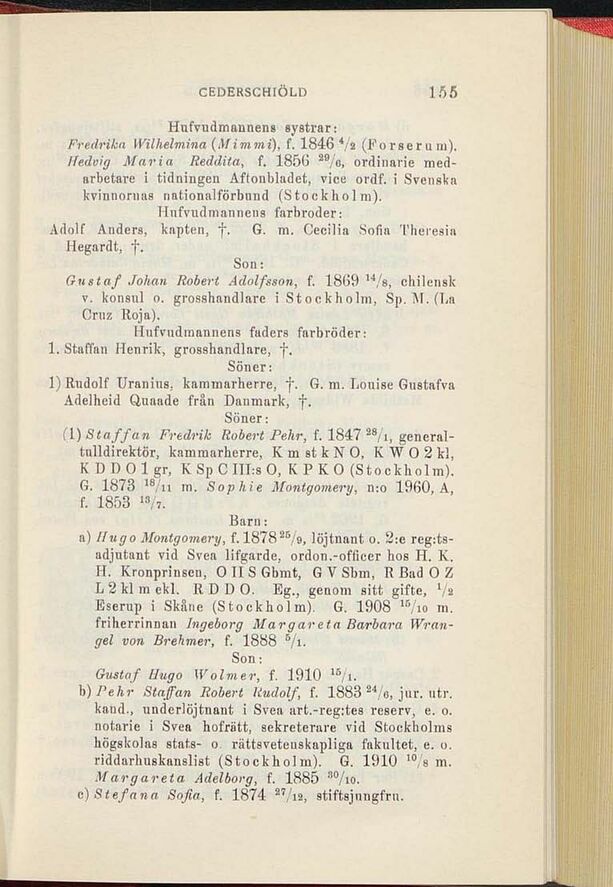 CEDERSCHIÖLD 155
Hufvudmannens systrar:
Fredrika Wilhelmina (Mimmi), f. 1846 4/2 (Forserum).
Hedvig Maria Reddita, f. 1856 29/6, ordinarie med-
arbetare i tidningen Aftonbladet, vice ordf. i Svenska
kvinnornas nationalförbund (Stockholm).
Hufvudmannens farbroder:
Adolf Anders, kapten, †. G. m. Cecilia Sofia Theresia
Hegardt, †.
Son:
Gustaf Johan Robert Adolfsson, f. 1869 14/8, chilensk
v. konsul o. grosshandlare i Stockholm, Sp. M. (La
Cruz Roja).
Hufvudmannens faders farbröder:
1. Staffan Henrik, grosshandlare, †.
Söner:
1) Rudolf Uranius, kammarherre, †. G. m. Louise Gustafva
Adelheid Quaade från Danmark, †.
Söner:
(1) Staffan Fredrik Robert Pehr, f. 1847 28/1, general-
tulldirektör, kammarherre, K m st k N O, K W O 2 kl,
K D D O 1 gr, K Sp C III:s O, K P K O (Stockholm).
G. 1873 18/11 m. Sophie Montgomery, n:o 1960, A,
f. 1853 13/7.
Barn:
a) Hugo Montgomery, f. 1878 25/9, löjtnant o. 2:e reg:ts-
adjutant vid Svea lifgarde, ordon.-officer hos H. K.
H. Kronprinsen, O II S Gbmt, G V Sbm, R Bad O Z
L 2 kl m ekl. R D D O. Eg., genom sitt gifte, 1/2
Eserup i Skåne (Stockholm). G. 1908 15/10 m.
friherrinnan Ingeborg Margareta Barbara Wran-
gel von Brehmer, f. 1888 5/1.
Son:
Gustaf Hugo Wolmer, f. 1910 15/1.
b) Pehr Staffan Robert Rudolf, f. 1883 24/6, jur. utr.
kand., underlöjtnant i Svea art.-reg:tes reserv, e. o.
notarie i Svea hofrätt, sekreterare vid Stockholms
högskolas stats- o. rättsvetenskapliga fakultet, e. o.
riddarhuskanslist (Stockholm). G. 1910 10/8 m.
Margareta Adelborg, f. 1885 30/10.
c) Stefana Sofia, f. 1874 27/12, stiftsjungfru.